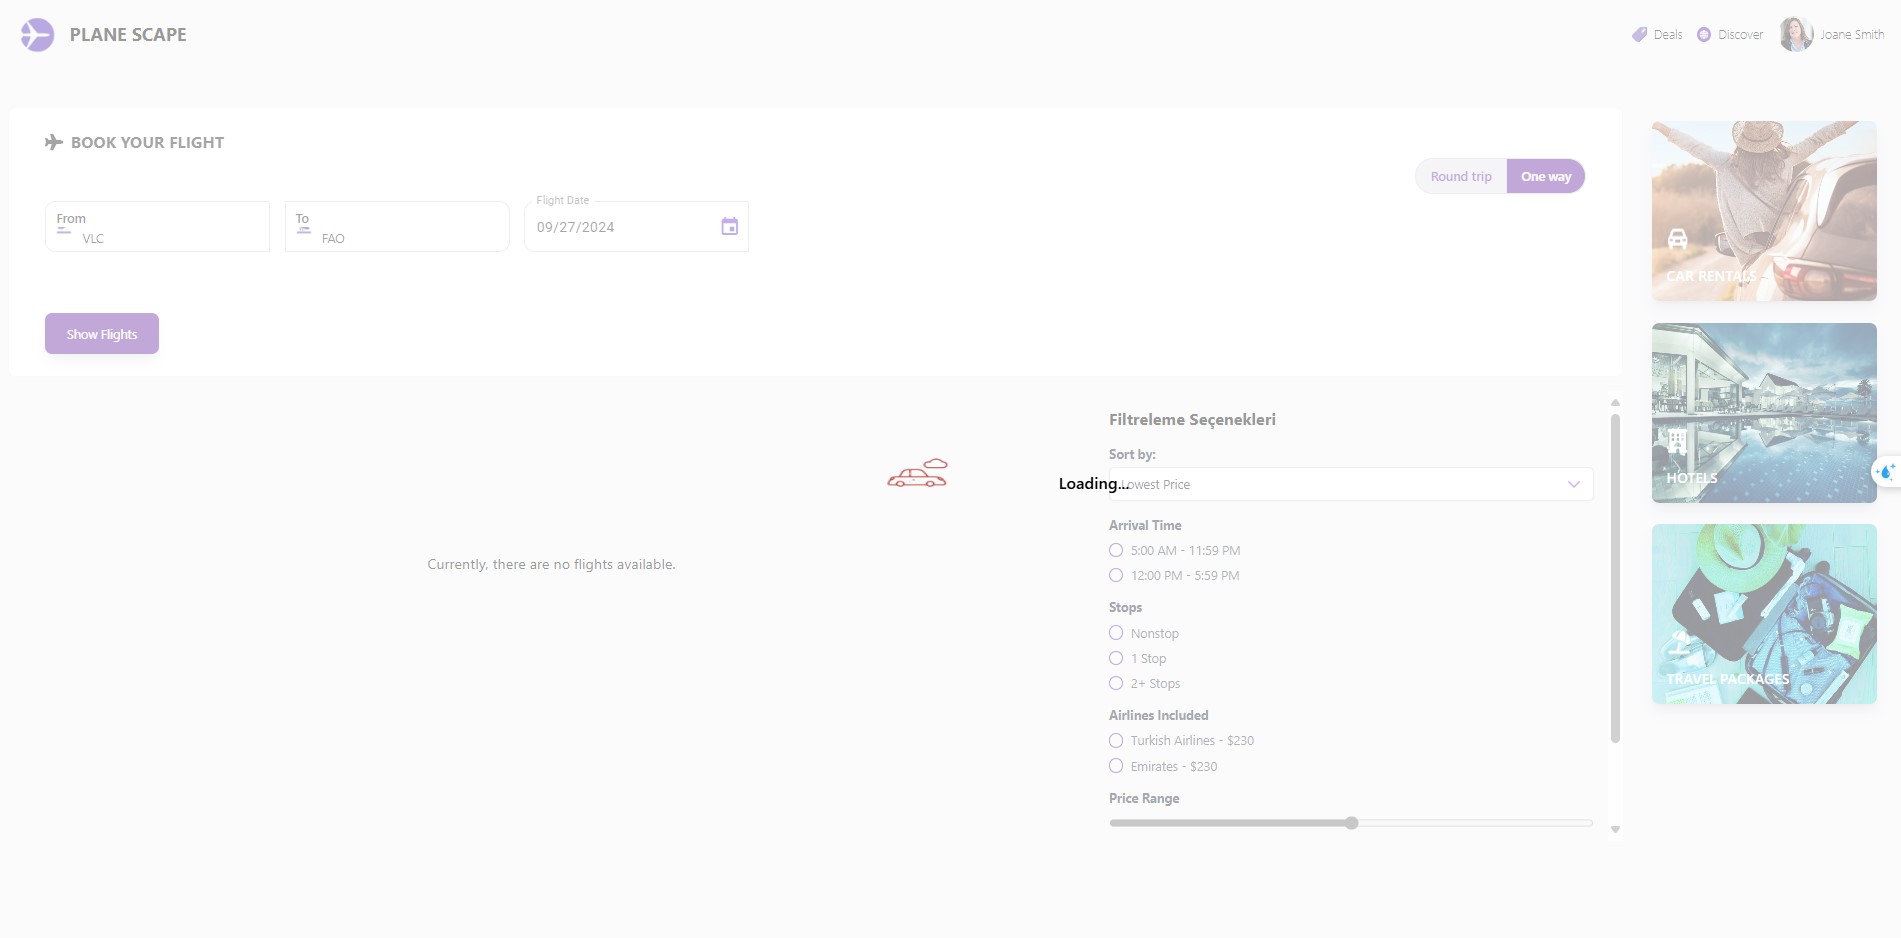 PLANE SCAPE
Deals
Discover
Joane Smith
BOOK YOUR FLIGHT
Round trip
One way
From
VLC
To
FAO
Flight Date
09/27/2024
Show Flights
CAR RENTALS
HOTELS
TRAVEL PACKAGES
Currently, there are no flights available.
Loading...
Filtreleme Seçenekleri
Sort by:
Lowest Price
Arrival Time
5:00 AM - 11:59 PM
12:00 PM - 5:59 PM
Stops
Nonstop
1 Stop
2+ Stops
Airlines Included
Turkish Airlines - $230
Emirates - $230
Price Range